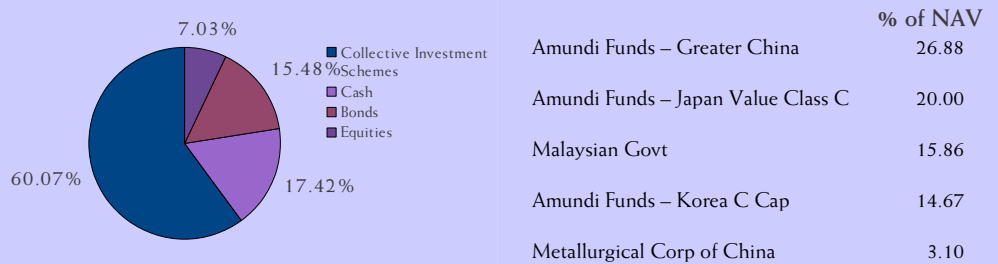 7.03%
15.48%
17.42%
60.07%
Collective Investment
Schemes
Cash
Bonds
Equities
% of NAV
Amundi Funds – Greater China 26.88
Amundi Funds – Japan Value Class C 20.00
Malaysian Govt 15.86
Amundi Funds – Korea C Cap 14.67
Metallurgical Corp of China 3.10